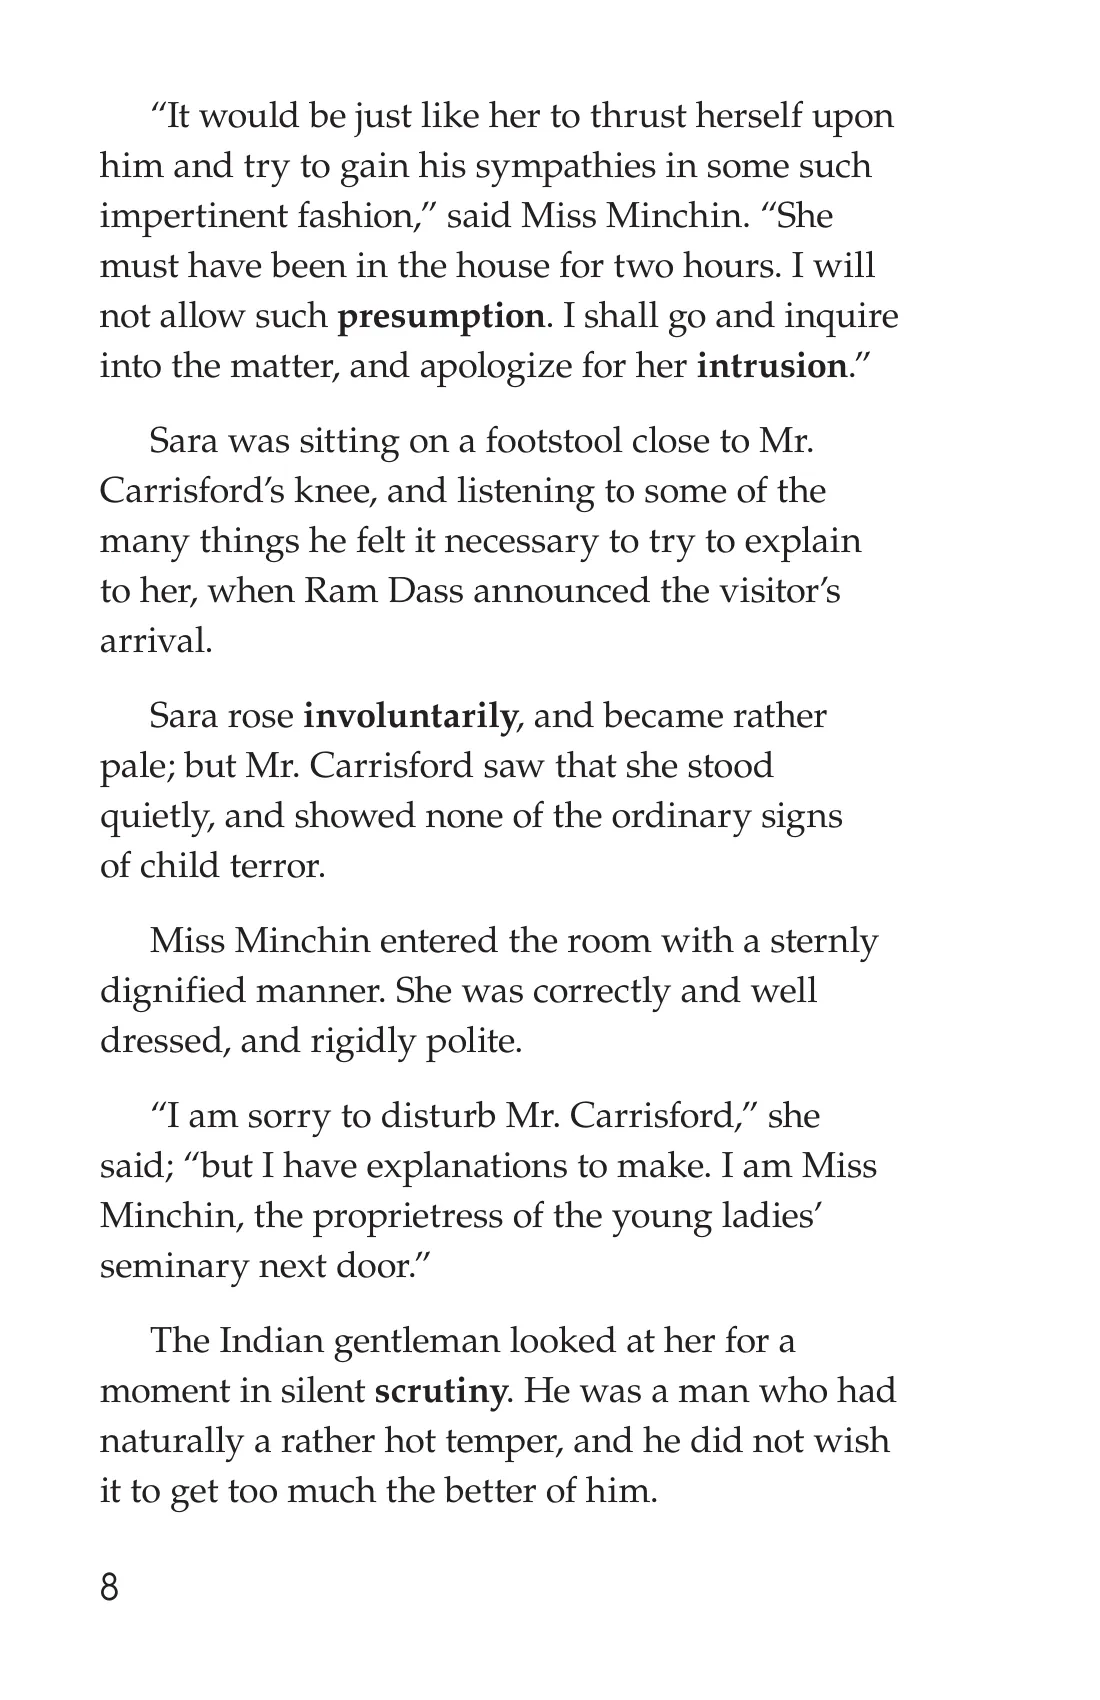 “It would be just like her to thrust herself upon
him and try to gain his sympathies in some such
impertinent fashion,” said Miss Minchin. “She
must have been in the house for two hours. I will
not allow such presumption. I shall go and inquire
into the matter, and apologize for her intrusion.”
Sara was sitting on a footstool close to Mr.
Carrisford’s knee, and listening to some of the
many things he felt it necessary to try to explain
to her, when Ram Dass announced the visitor’s
arrival.
Sara rose involuntarily, and became rather
pale; but Mr. Carrisford saw that she stood
quietly, and showed none of the ordinary signs
of child terror.
Miss Minchin entered the room with a sternly
dignified manner. She was correctly and well
dressed, and rigidly polite.
“I am sorry to disturb Mr. Carrisford,” she
said; “but I have explanations to make. I am Miss
Minchin, the proprietress of the young ladies’
seminary next door.”
The Indian gentleman looked at her for a
moment in silent scrutiny. He was a man who had
naturally a rather hot temper, and he did not wish
it to get too much the better of him.
8